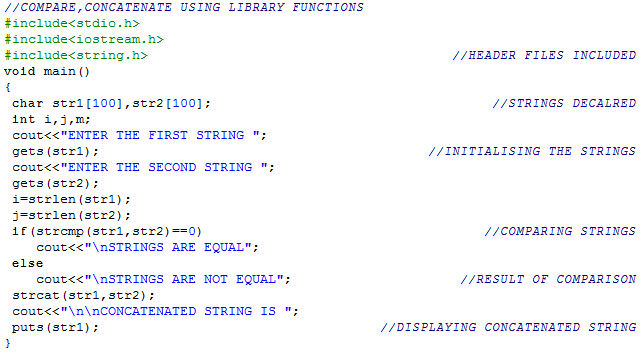 //COMPARE,CONCATENATE USING LIBRARY FUNCTIONS
#include<stdio.h>
#include<iostream.h>
#include<string.h> //HEADER FILES INCLUDED
void main()
{
char str1[100],str2[100]; //STRINGS DECALRED
int i,j,m;
cout<<"ENTER THE FIRST STRING ";
gets(str1); //INITIALISING THE STRINGS
cout<<"ENTER THE SECOND STRING ";
gets(str2);
i=strlen(str1);
j=strlen(str2);
if(strcmp(str1,str2)==0) //COMPARING STRINGS
cout<<"\nSTRINGS ARE EQUAL";
else
cout<<"\nSTRINGS ARE NOT EQUAL"; //RESULT OF COMPARISON
strcat(str1,str2);
cout<<"\n\nCONCATENATED STRING IS ";
puts(str1); //DISPLAYING CONCATENATED STRING
}